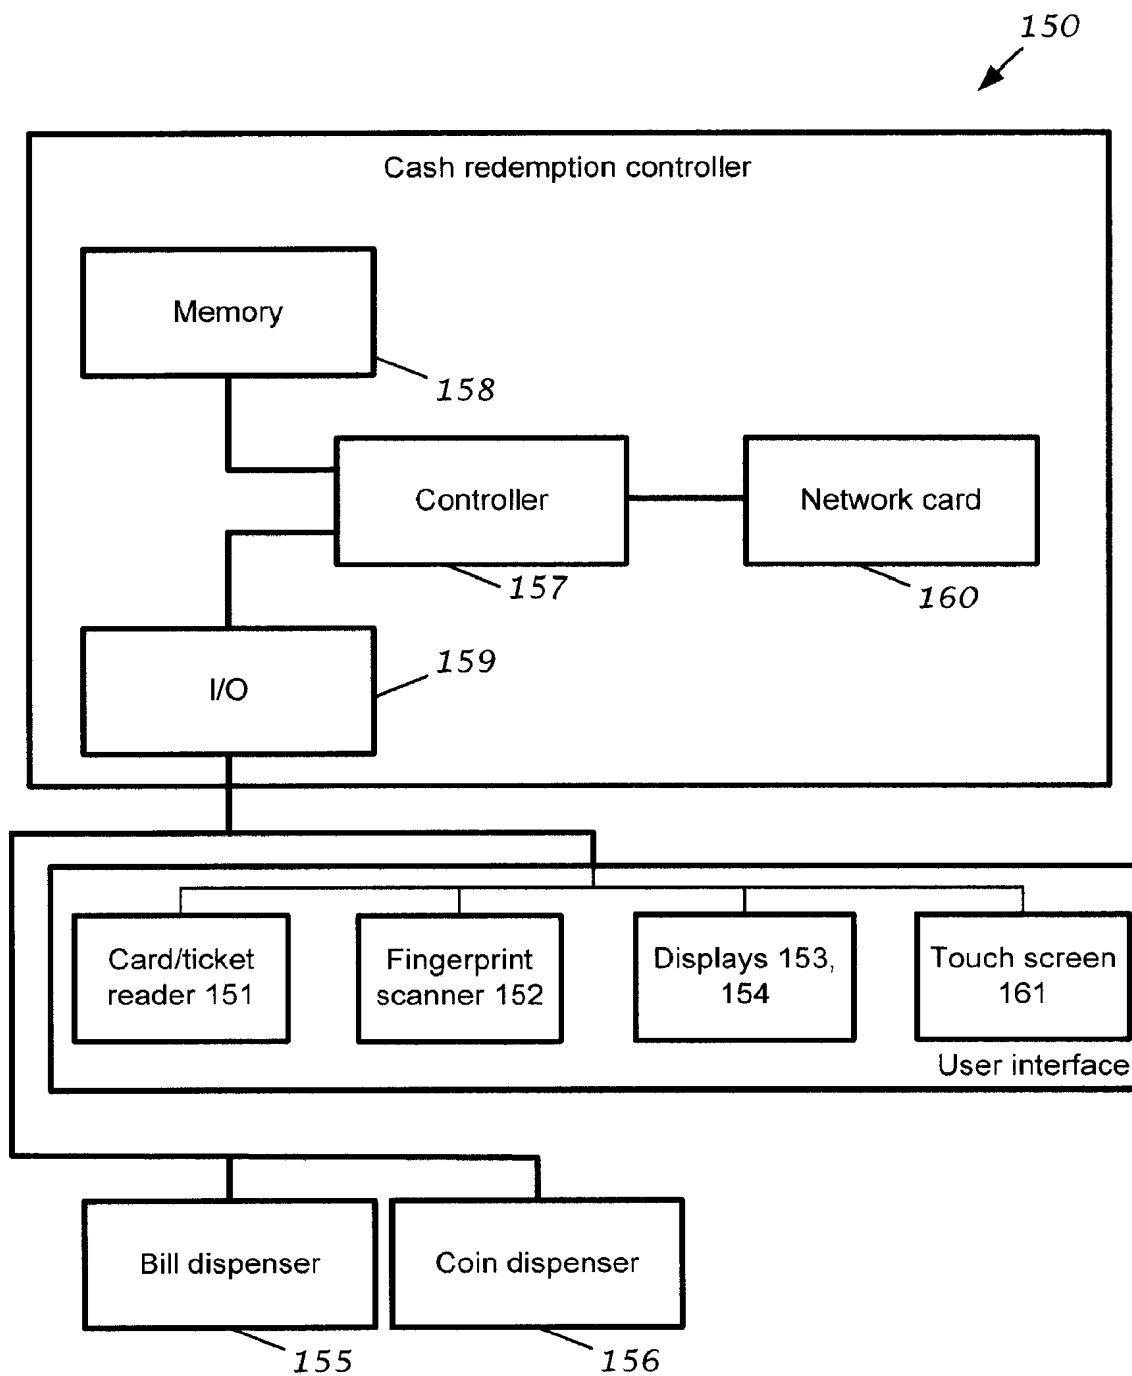 150
Cash redemption controller
Memory
158
Controller
Network card
157
160
159
I/O
Card/ticket
reader 151
Fingerprint
scanner 152
Displays 153,
154
Touch screen
161
User interface
Bill dispenser
Coin dispenser
155
156